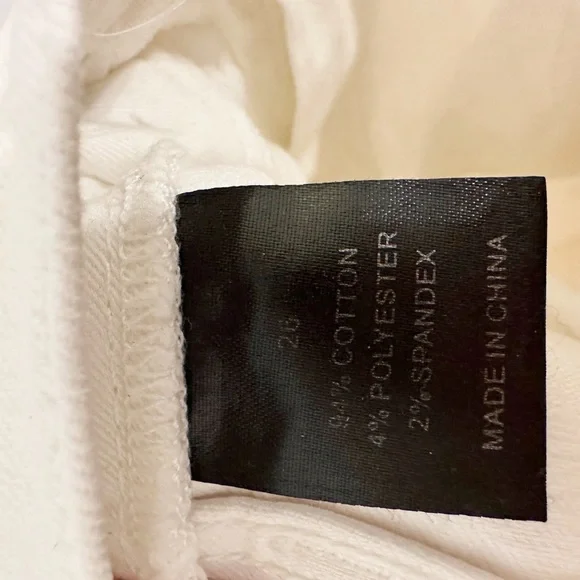 26
94% COTTON
4% POLYESTER
2% SPANDEX
MADE IN CHINA